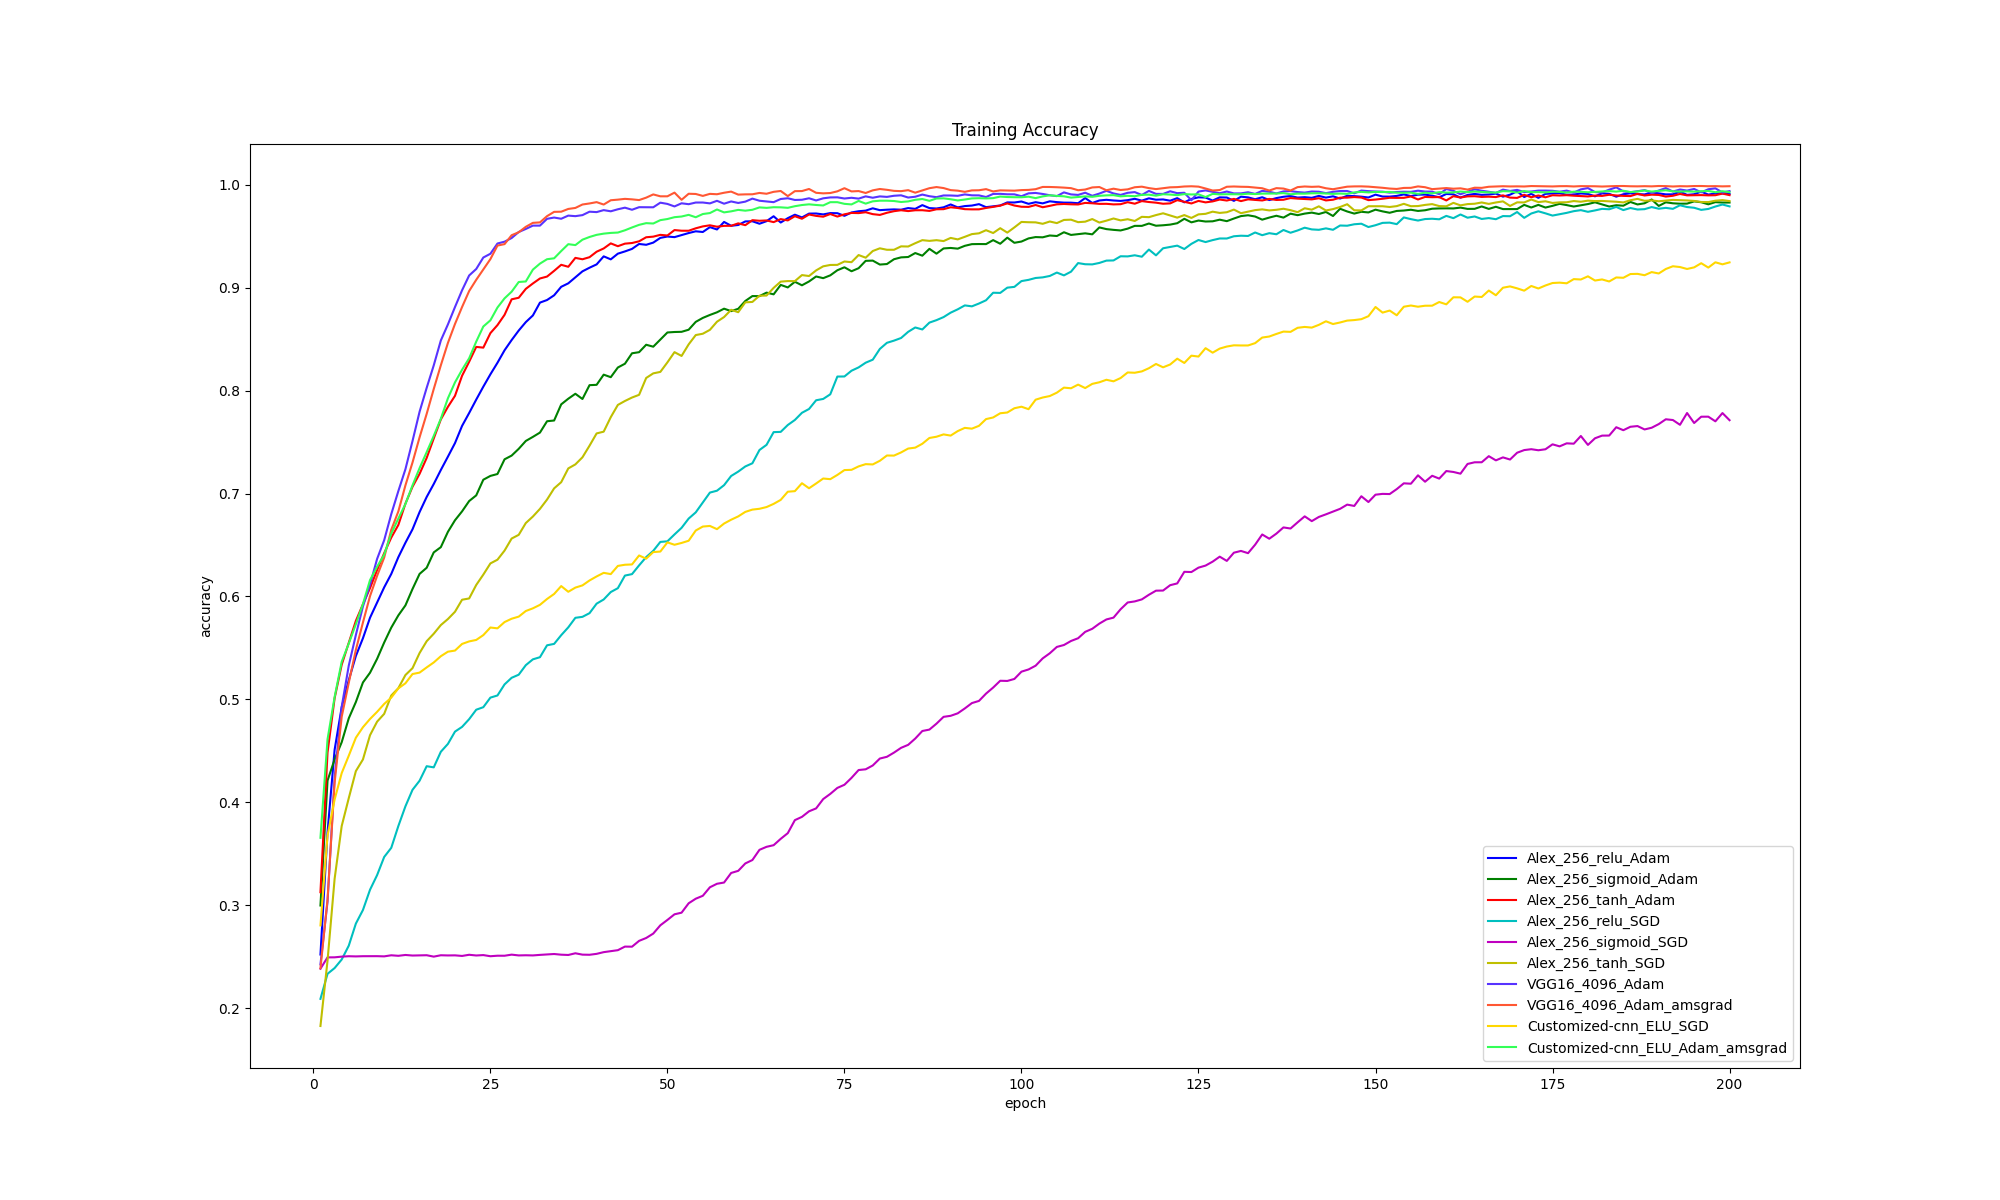 Training Accuracy
accuracy
1.0
0.9
0.8
0.7
0.6
0.5
0.4
0.3
0.2
0
25
50
75
100
125
150
175
200
epoch
Alex_256_relu_Adam
Alex_256_sigmoid_Adam
Alex_256_tanh_Adam
Alex_256_relu_SGD
Alex_256_sigmoid_SGD
Alex_256_tanh_SGD
VGG16_4096_Adam
VGG16_4096_Adam_amsgrad
Customized-cnn_ELU_SGD
Customized-cnn_ELU_Adam_amsgrad